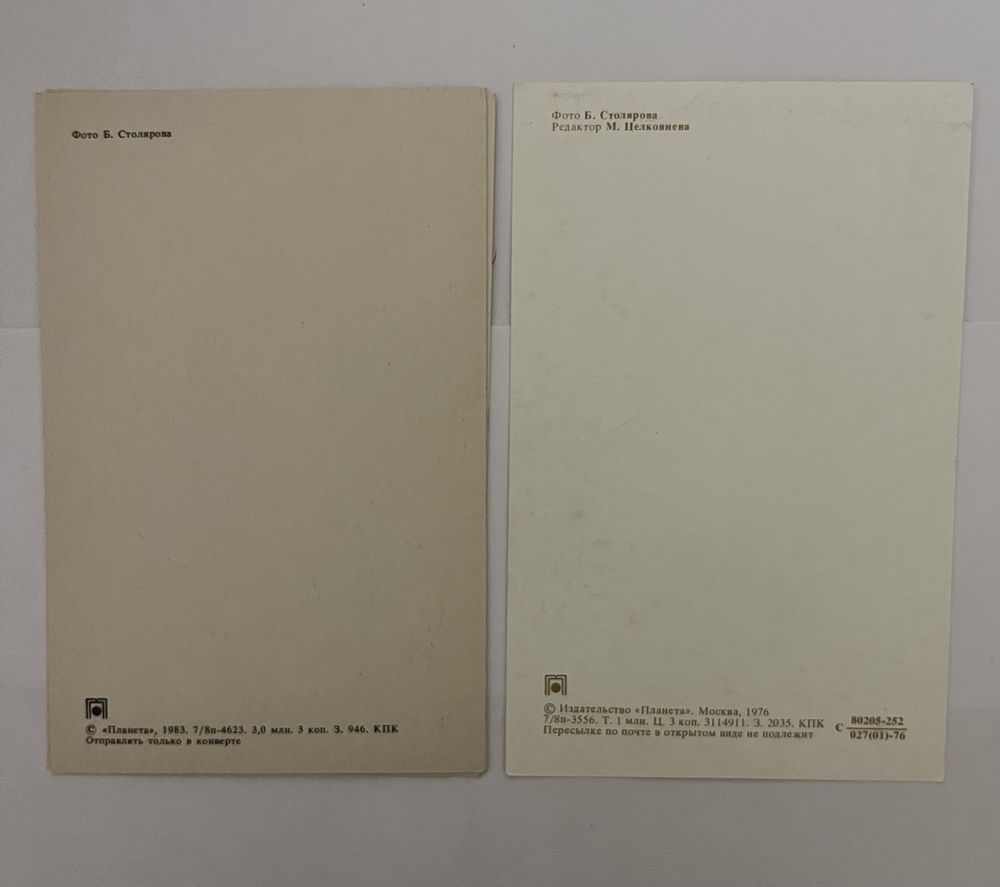 Фото Б. Столярова
© «Планета», 1983. 7/8п-4623. 3,0 млн. 3 коп. З. 946. КПК
Отправлять только в конверте
Фото Б. Столярова
Редактор М. Целковнева
© Издательство «Планета». Москва, 1976
7/8п-3556. Т. 1 млн. Ц. 3 коп. 3114911. З. 2035. КПК
Пересылке по почте в открытом виде не подлежит
С 80205-252
027(01)-76